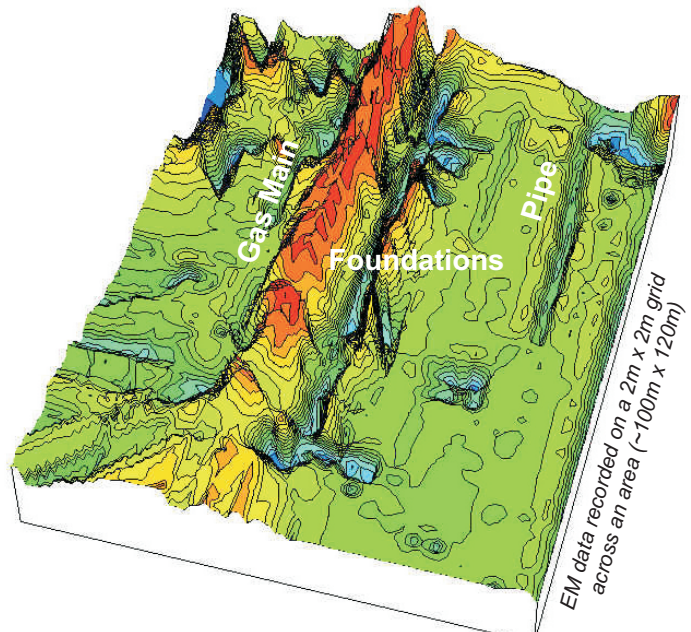 Gas Main
Pipe
Foundations
EM data recorded on a 2m x 2m grid
across an area (~100m x 120m)